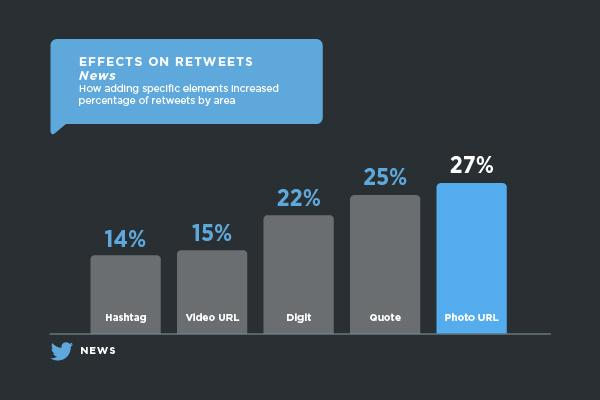 EFFECTS ON RETWEETS
News
How adding specific elements increased
percentage of retweets by area
14%
15%
22%
25%
27%
Hashtag
Video URL
Digit
Quote
Photo URL
NEWS